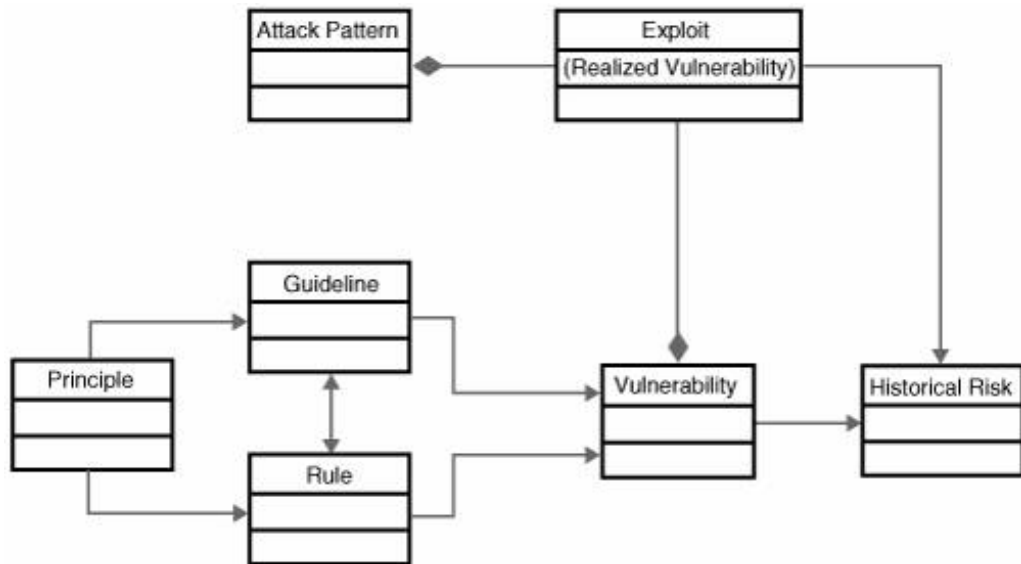 Attack Pattern
Exploit
(Realized Vulnerability)
Guideline
Principle
Vulnerability
Historical Risk
Rule